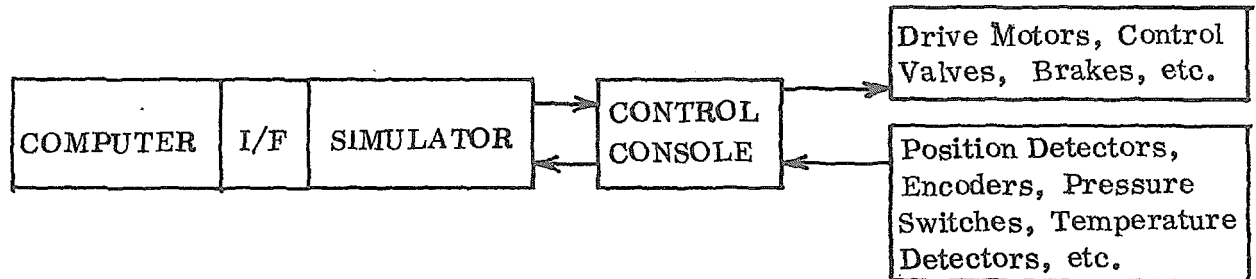 COMPUTER
I/F
SIMULATOR
CONTROL
CONSOLE
Drive Motors, Control
Valves, Brakes, etc.
Position Detectors,
Encoders, Pressure
Switches, Temperature
Detectors, etc.